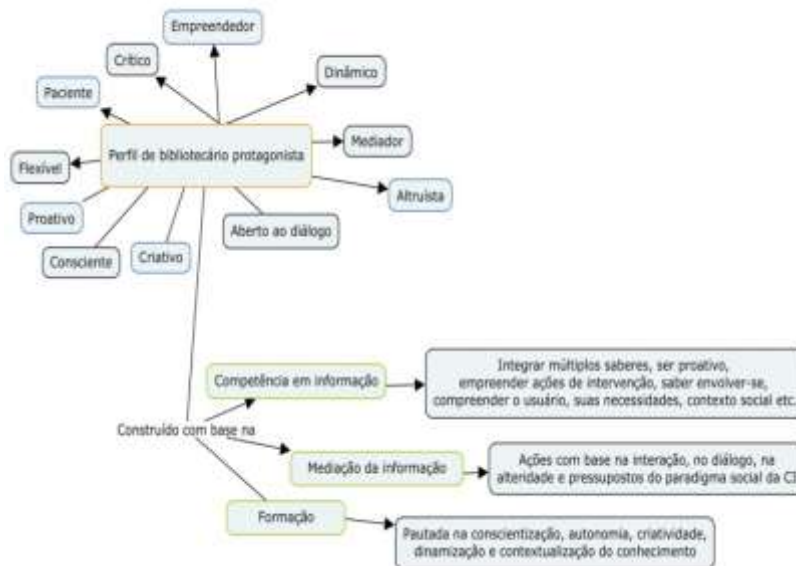 Empreendedor
Crítico
Dinâmico
Paciente
Perfil de bibliotecário protagonista
Mediador
Flexível
Altruísta
Proativo
Aberto ao diálogo
Consciente
Criativo
Competência em informação
Integrar múltiplos saberes, ser proativo,
empreender ações de intervenção, saber envolver-se,
compreender o usuário, suas necessidades, contexto social etc.
Construído com base na
Mediação da informação
Ações com base na interação, no diálogo, na
alteridade e pressupostos do paradigma social da CI
Formação
Pautada na conscientização, autonomia, criatividade,
dinamização e contextualização do conhecimento